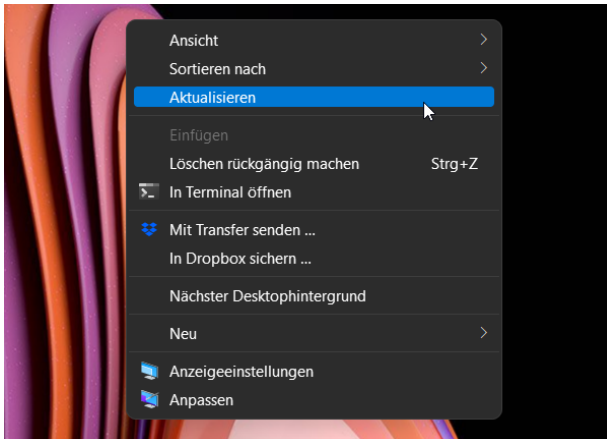 Ansicht
Sortieren nach
Aktualisieren
Einfügen
Löschen rückgängig machen Strg+Z
In Terminal öffnen
Mit Transfer senden ...
In Dropbox sichern ...
Nächster Desktophintergrund
Neu
Anzeigeeinstellungen
Anpassen